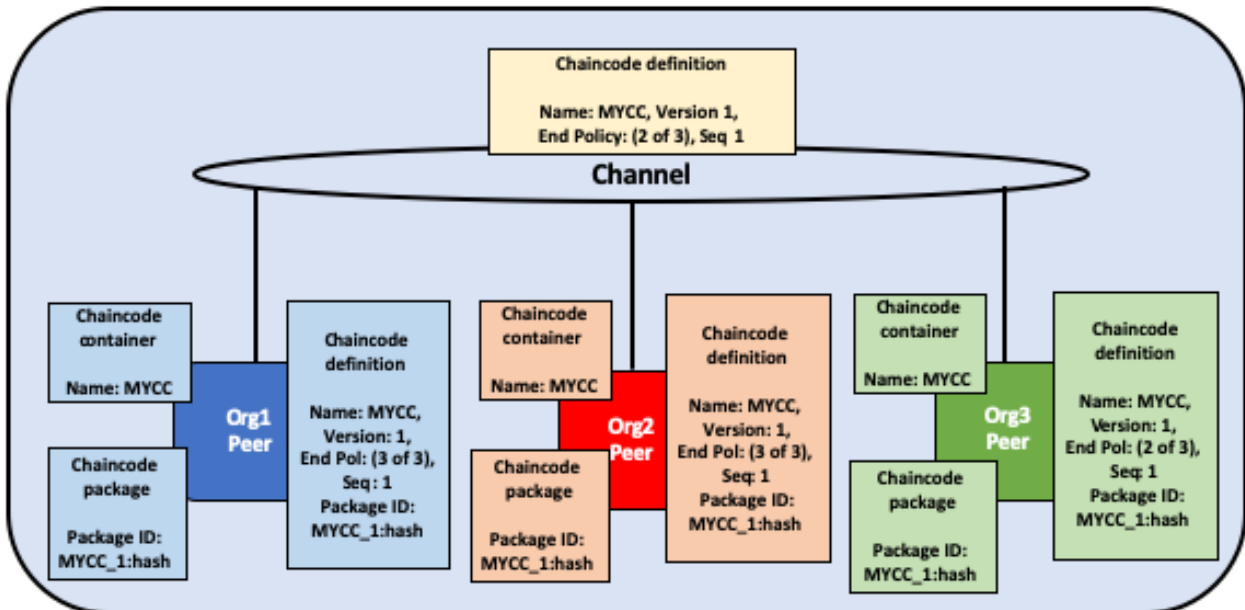 Chaincode definition
Name: MYCC, Version 1,
End Policy: (2 of 3), Seq 1
Channel
Chaincode
container
Name: MYCC
Org1
Peer
Chaincode
package
Package ID:
MYCC_1:hash
Chaincode
definition
Name: MYCC,
Version: 1,
End Pol: (3 of 3),
Seq : 1
Package ID:
MYCC_1:hash
Chaincode
container
Name: MYCC
Org2
Peer
Chaincode
package
Package ID:
MYCC_1:hash
Chaincode
definition
Name: MYCC,
Version: 1,
End Pol: (3 of 3),
Seq: 1
Package ID:
MYCC_1:hash
Chaincode
container
Name: MYCC
Org3
Peer
Chaincode
package
Package ID:
MYCC_1:hash
Chaincode
definition
Name: MYCC,
Version: 1,
End Pol: (2 of 3),
Seq: 1
Package ID:
MYCC_1:hash